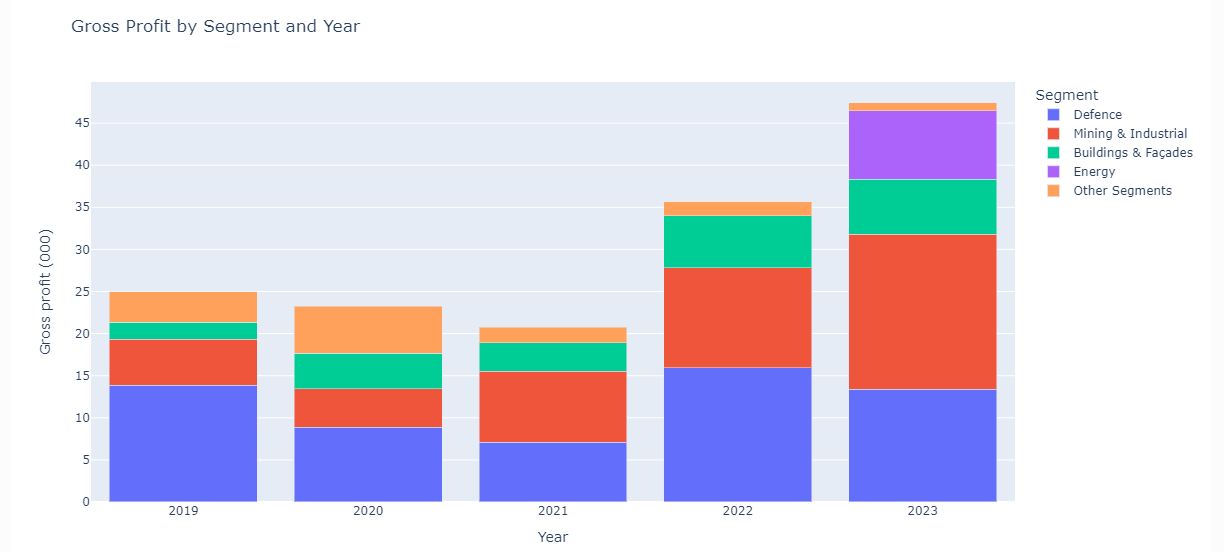 Gross Profit by Segment and Year
Segment
Defence
Mining & Industrial
Buildings & Façades
Energy
Other Segments
Gross profit (000)
45
40
35
30
25
20
15
10
5
0
2019 2020 2021 2022 2023
Year